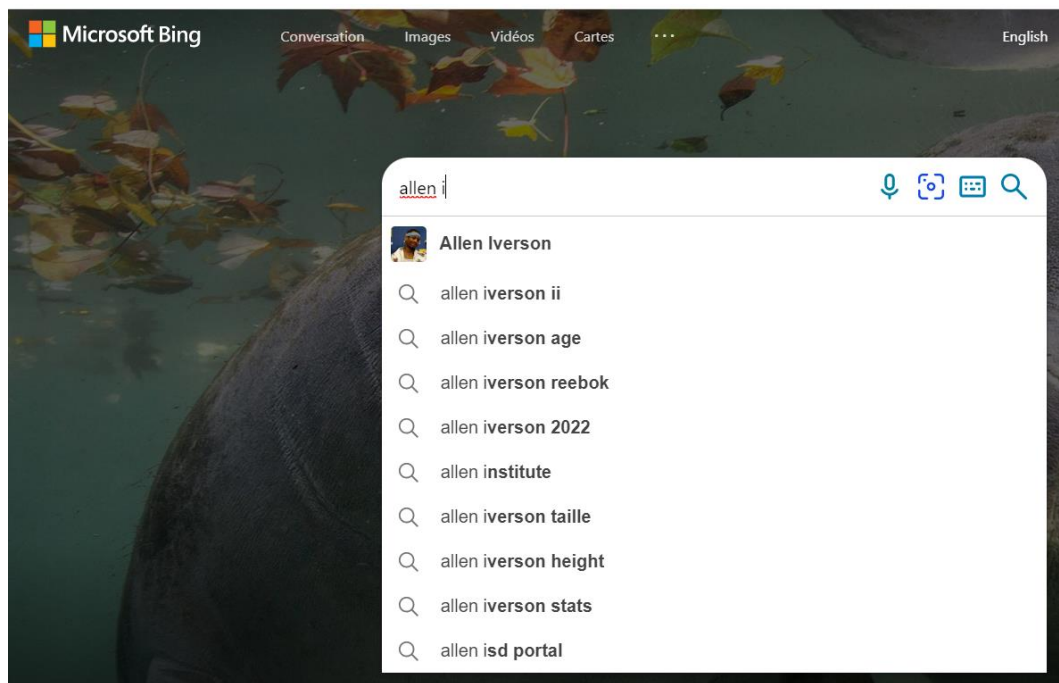 Microsoft Bing Conversation Images Vidéos Cartes ... English
allen i
Allen Iverson
allen iverson ii
allen iverson age
allen iverson reebok
allen iverson 2022
allen institute
allen iverson taille
allen iverson height
allen iverson stats
allen isd portal